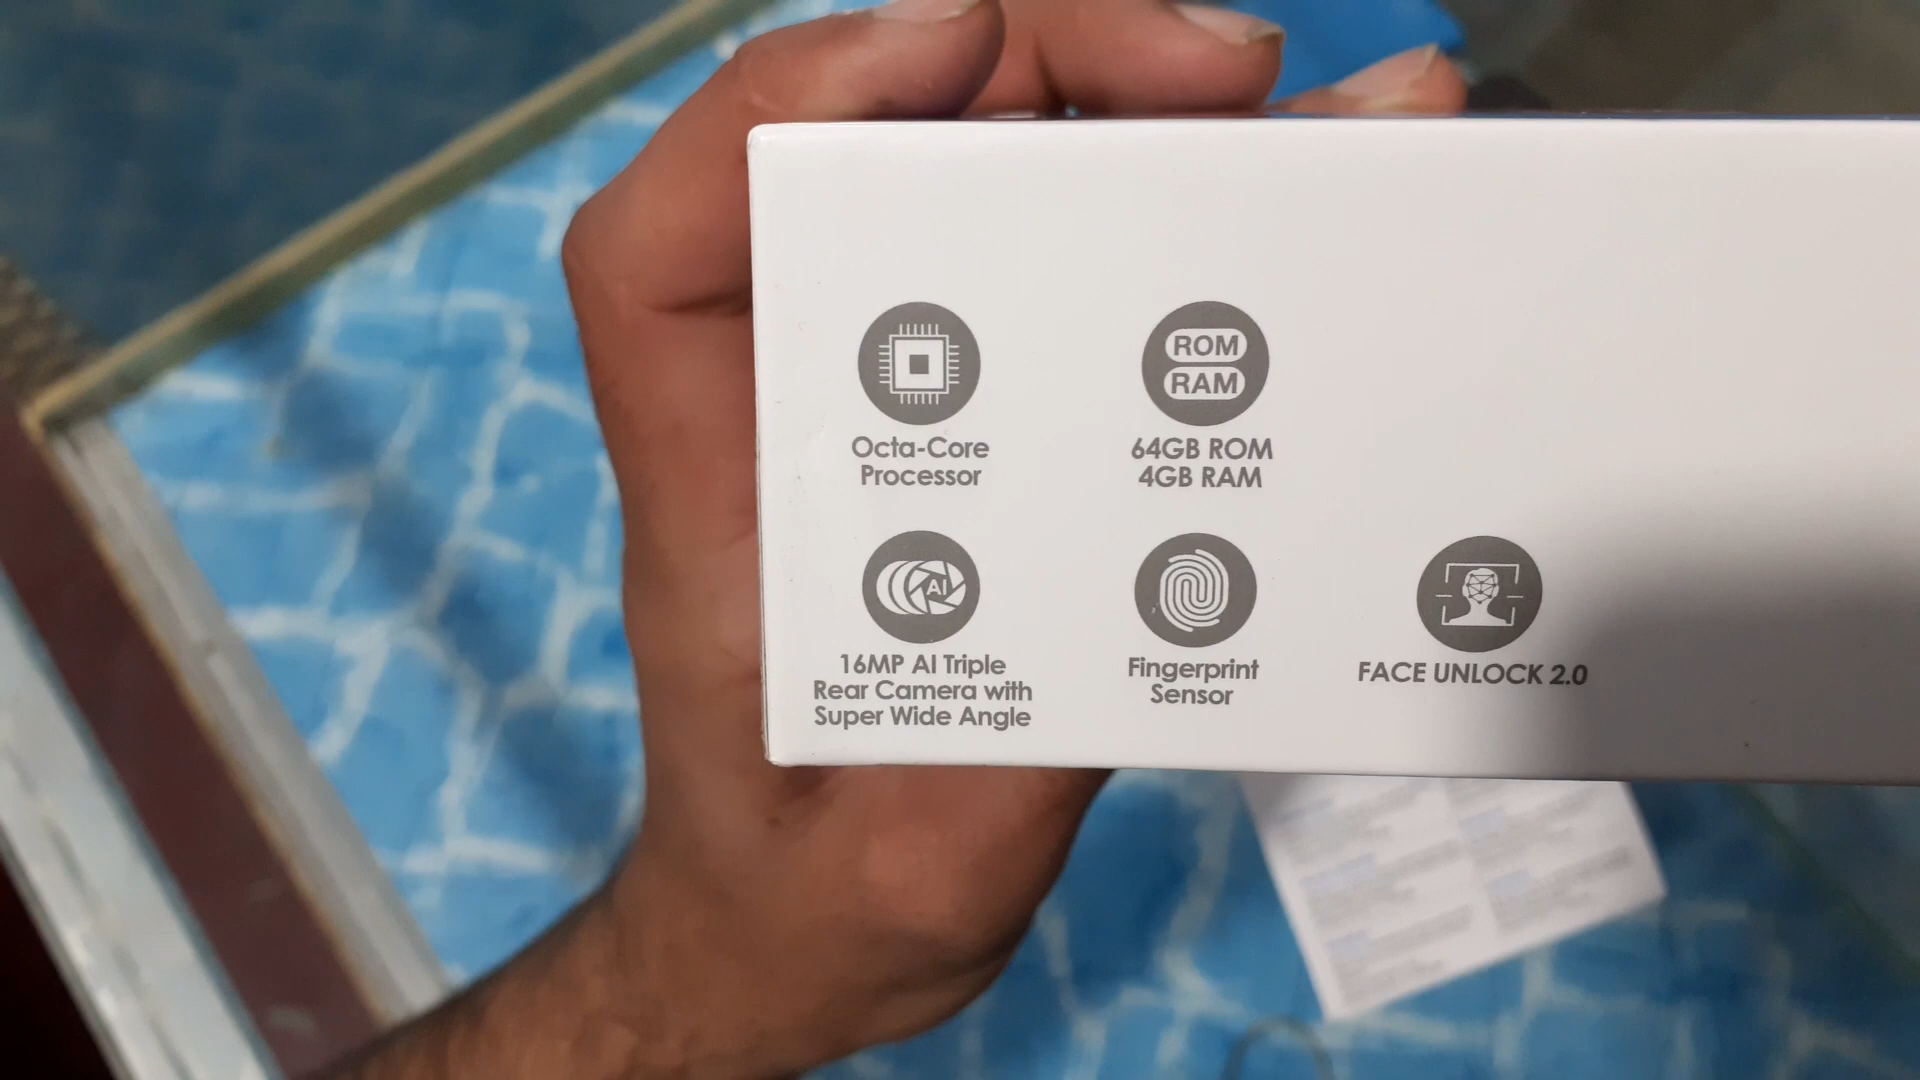 ROM
RAM
Octa-Core
Processor
64GB ROM
4GB RAM
AI
16MP AI Triple
Rear Camera with
Super Wide Angle
Fingerprint
Sensor
FACE UNLOCK 2.0